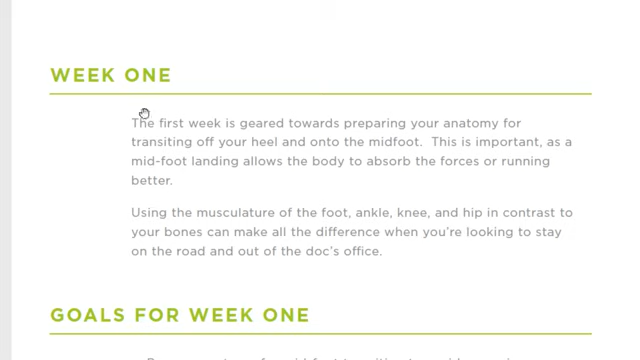 WEEK ONE
The first week is geared towards preparing your anatomy for
transiting off your heel and onto the midfoot.  This is important, as a
mid-foot landing allows the body to absorb the forces or running
better.
Using the musculature of the foot, ankle, knee, and hip in contrast to
your bones can make all the difference when you're looking to stay
on the road and out of the doc's office.
GOALS FOR WEEK ONE